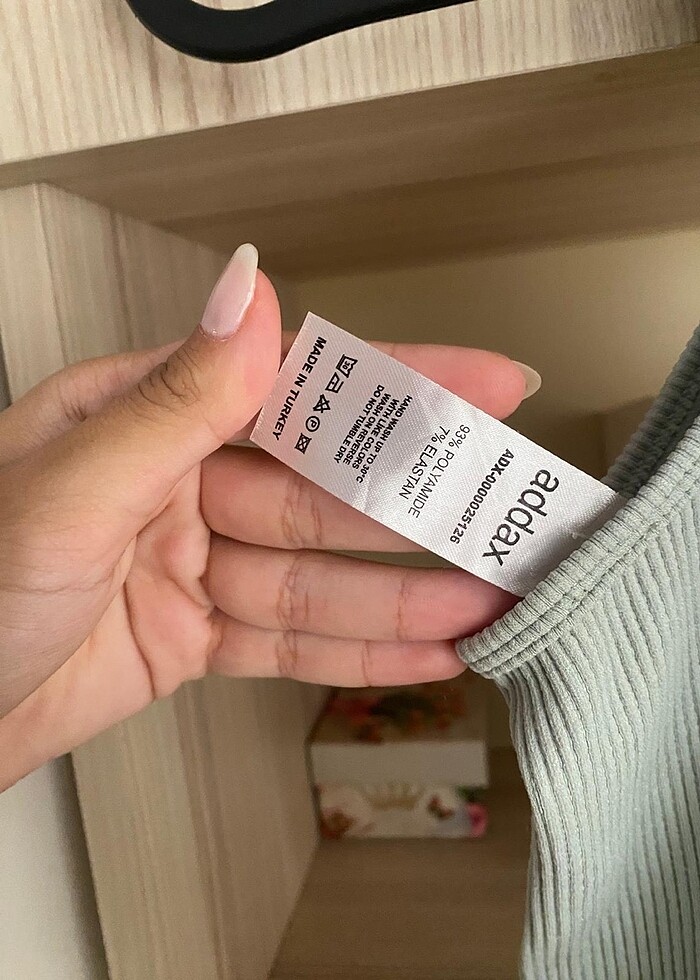 addax
ADX-0000025126
93% POLYAMIDE
7% ELASTAN
HAND WASH UP TO 30°C
WITH LIKE COLORS
WASH ON REVERSE
DO NOT TUMBLE DRY
30
P
MADE IN TURKEY